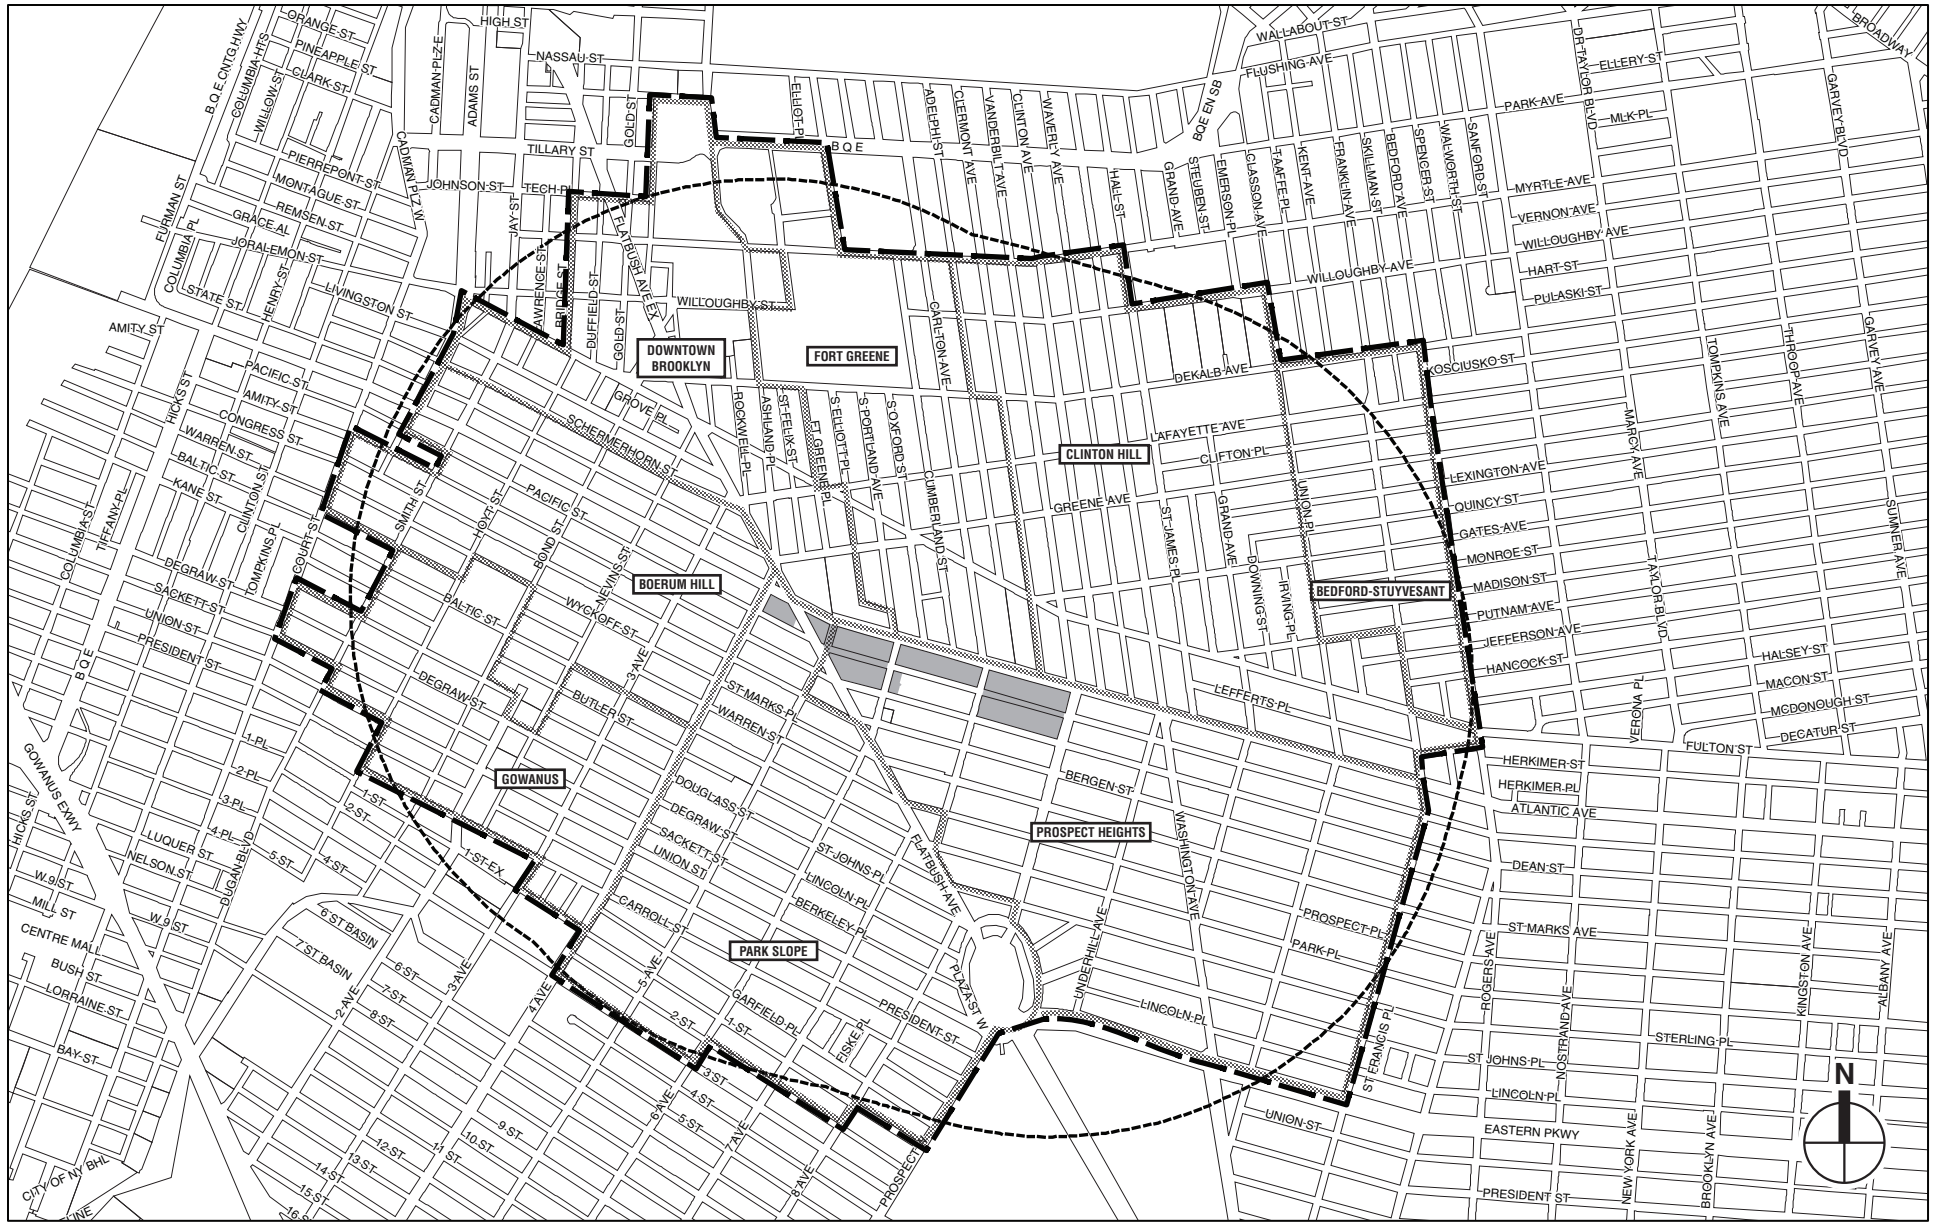 HIGH ST
ORANGE ST
PINEAPPLE ST
CLARK ST
B.Q.E CNTG HWY
COLUMBIA HTS
WILLOW ST
CADMAN PLZ E
ADAMS ST
NASSAU ST
WALLABOUT ST
FLUSHING AVE
ELLERY ST
BROADWAY
DR TAYLOR BLVD
GARVEY BLVD
PARK AVE
MLK PL
BQE EN SB
GOLD ST
ELLIOT PL
ADELPHI ST
CLERMONT AVE
VANDERBILT AVE
CLINTON AVE
WAVERLY AVE
HALL ST
GRAND AVE
STEUBEN ST
EMERSON PL
CLASSON AVE
TAAFFE PL
KENT AVE
FRANKLIN AVE
SKILLMAN ST
BEDFORD AVE
SPENCER ST
WALWORTH ST
SANFORD ST
TILLARY ST
B Q E
PIERREPONT ST
MONTAGUE ST
REMSEN ST
GRACE AL
JORALEMON ST
CADMAN PLZ W
JOHNSON ST
TECH PL
JAY ST
FURMAN ST
COLUMBIA PL
HENRY ST
STATE ST
LIVINGSTON ST
LAWRENCE ST
BRIDGE ST
DUFFIELD ST
GOLD ST
FLATBUSH AVE EX
WILLOUGHBY ST
MYRTLE AVE
VERNON AVE
WILLOUGHBY AVE
WILLOUGHBY AVE
HART ST
PULASKI ST
AMITY ST
DOWNTOWN
BROOKLYN
FORT GREENE
CARLTON AVE
DEKALB AVE
KOSCIUSKO ST
TOMPKINS AVE
THROOP AVE
GARVEY AVE
PACIFIC ST
AMITY ST
CONGRESS ST
WARREN ST
BALTIC ST
KANE ST
HICKS ST
CLINTON ST
TIFFANY PL
COLUMBIA ST
TOMPKINS PL
COURT ST
SMITH ST
HOYT ST
BOND ST
NEVINS ST
GROVE PL
SCHERMERHORN ST
PACIFIC ST
ROCKWELL PL
ASHLAND PL
ST FELIX ST
FT GREENE PL
S ELLIOTT PL
S PORTLAND AVE
S OXFORD ST
CUMBERLAND ST
CLINTON HILL
LAFAYETTE AVE
CLIFTON PL
GREENE AVE
ST JAMES PL
GRAND AVE
DOWNING ST
IRVING PL
UNION PL
MARCY AVE
LEXINGTON AVE
QUINCY ST
GATES AVE
MONROE ST
MADISON ST
PUTNAM AVE
JEFFERSON AVE
HANCOCK ST
TAYLOR BLVD
SUMNER AVE
HALSEY ST
MACON ST
MCDONOUGH ST
DECATUR ST
VERONA PL
BEDFORD-STUYVESANT
BOERUM HILL
BALTIC ST
WYCKOFF ST
DEGRAW ST
SACKETT ST
UNION ST
PRESIDENT ST
B Q E
3 AVE
DEGRAW ST
BUTLER ST
ST MARKS PL
WARREN ST
LEFFERTS PL
FULTON ST
HERKIMER ST
HERKIMER PL
ATLANTIC AVE
GOWANUS EXWY
1 PL
2 PL
3 PL
4 PL
5 ST
4 ST
1 ST
2 ST
GOWANUS
DOUGLASS ST
DEGRAW ST
SACKETT ST
UNION ST
BERGEN ST
PROSPECT HEIGHTS
WASHINGTON AVE
DEAN ST
HICKS ST
LUQUER ST
NELSON ST
DUGAN BLVD
W.9 ST
MILL ST
W.9 ST
CENTRE MALL
BUSH ST
LORRAINE ST
BAY ST
6 ST BASIN
7 ST BASIN
1 ST EX
ST JOHNS PL
LINCOLN PL
BERKELEY PL
FLATBUSH AVE
CARROLL ST
PARK SLOPE
5 AVE
4 AVE
3 AVE
2 AVE
6 ST
7 ST
8 ST
GARFIELD PL
1 ST
2 ST
3 ST
4 ST
5 ST
FISKE PL
PRESIDENT ST
PLAZA ST W
UNDERHILL AVE
PROSPECT PL
PARK PL
LINCOLN PL
ST MARKS AVE
ROGERS AVE
NOSTRAND AVE
KINGSTON AVE
ALBANY AVE
ST FRANCIS PL
ST JOHNS PL
STERLING PL
LINCOLN PL
UNION ST
EASTERN PKWY
NEW YORK AVE
BROOKLYN AVE
PRESIDENT ST
6 AVE
7 AVE
8 AVE
PROSPECT
9 ST
10 ST
11 ST
12 ST
13 ST
14 ST
15 ST
16 S
CITY OF NY BHL
LINE
N